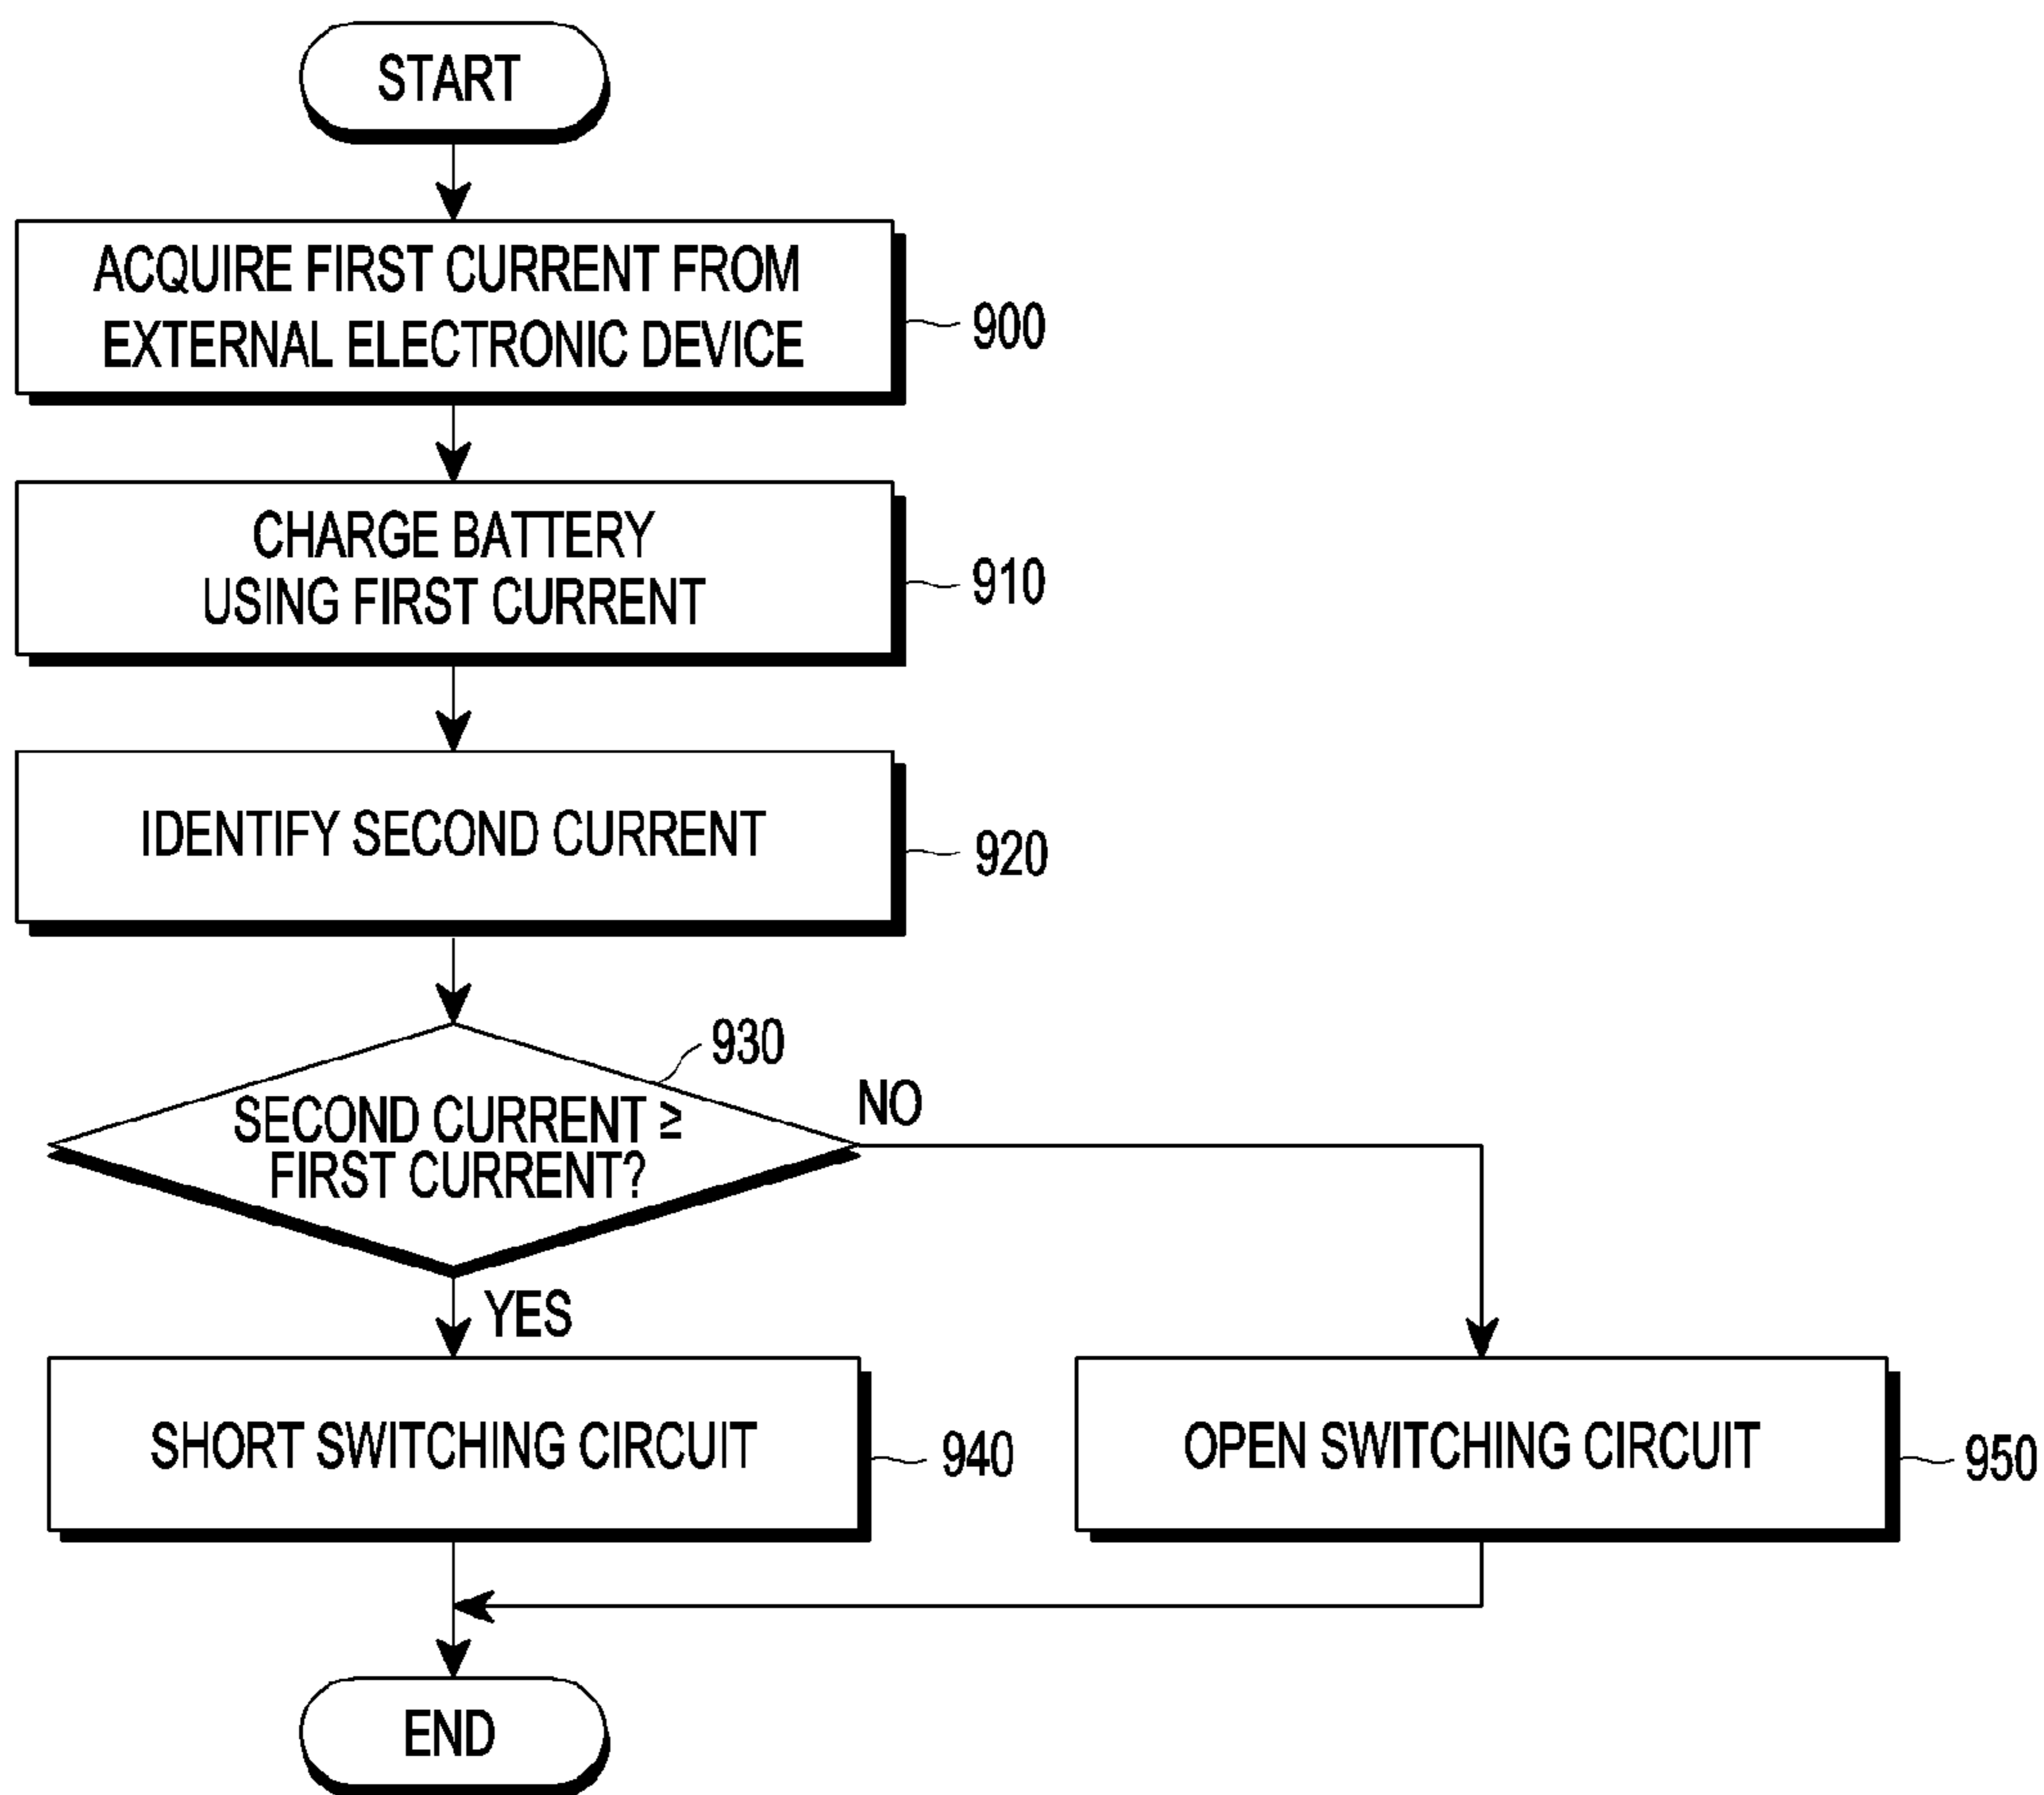 START
ACQUIRE FIRST CURRENT FROM
EXTERNAL ELECTRONIC DEVICE
900
CHARGE BATTERY
USING FIRST CURRENT
910
IDENTIFY SECOND CURRENT
920
930
SECOND CURRENT ≥
FIRST CURRENT?
NO
YES
SHORT SWITCHING CIRCUIT
940
OPEN SWITCHING CIRCUIT
950
END